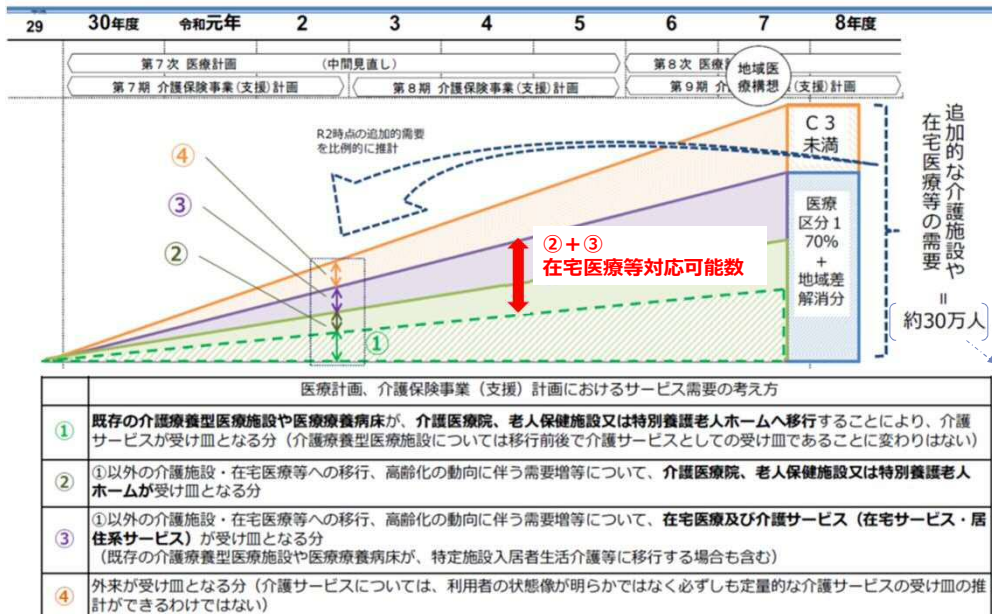 29 30年度 令和元年 2 3 4 5 6 7 8年度
第7次 医療計画 (中間見直し) 第8次 医療
地域医療構想
第7期 介護保険事業(支援)計画 第8期 介護保険事業(支援)計画 第9期 (支援)計画
R2時点の追加的需要
を比例的に推計
④
③
②
①
②+③
在宅医療等対応可能数
C3
未満
医療
区分1
70%
+
地域差
解消分
追加的な介護施設や
在宅医療等の需要
=
約30万人
医療計画、介護保険事業(支援)計画におけるサービス需要の考え方
① 既存の介護療養型医療施設や医療療養病床が、介護医療院、老人保健施設又は特別養護老人ホームへ移行することにより、介護
サービスが受け皿となる分(介護療養型医療施設については移行前後で介護サービスとしての受け皿であることに変わりはない)
② ①以外の介護施設・在宅医療等への移行、高齢化の動向に伴う需要増等について、介護医療院、老人保健施設又は特別養護老人
ホームが受け皿となる分
③ ①以外の介護施設・在宅医療等への移行、高齢化の動向に伴う需要増等について、在宅医療及び介護サービス(在宅サービス・居
住系サービス)が受け皿となる分
(既存の介護療養型医療施設や医療療養病床が、特定施設入居者生活介護等に移行する場合も含む)
④ 外来が受け皿となる分(介護サービスについては、利用者の状態像が明らかではなく必ずしも定量的な介護サービスの受け皿の推
計ができるわけではない)